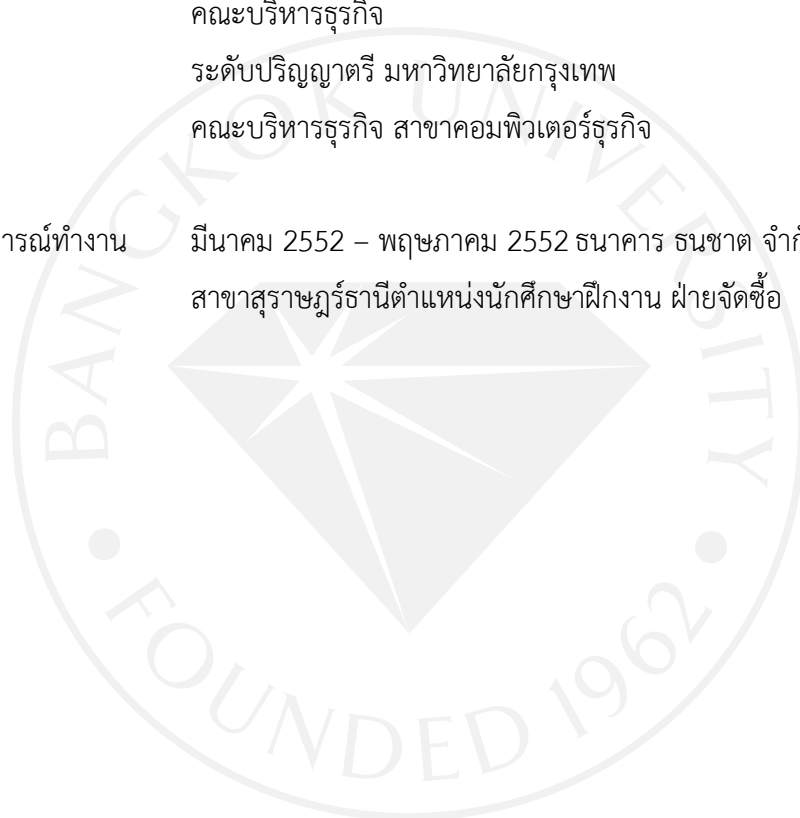 คณะบริหารธุรกิจ
ระดับปริญญาตรี มหาวิทยาลัยกรุงเทพ
คณะบริหารธุรกิจ สาขาคอมพิวเตอร์ธุรกิจ
ารณ์ทำงาน มีนาคม 2552 – พฤษภาคม 2552 ธนาคาร ธนชาต จำกั
สาขาสุราษฎร์ธานีตำแหน่งนักศึกษาฝึกงาน ฝ่ายจัดซื้อ
BANGKOK UNIVERSITY
• FOUNDED 1962 •